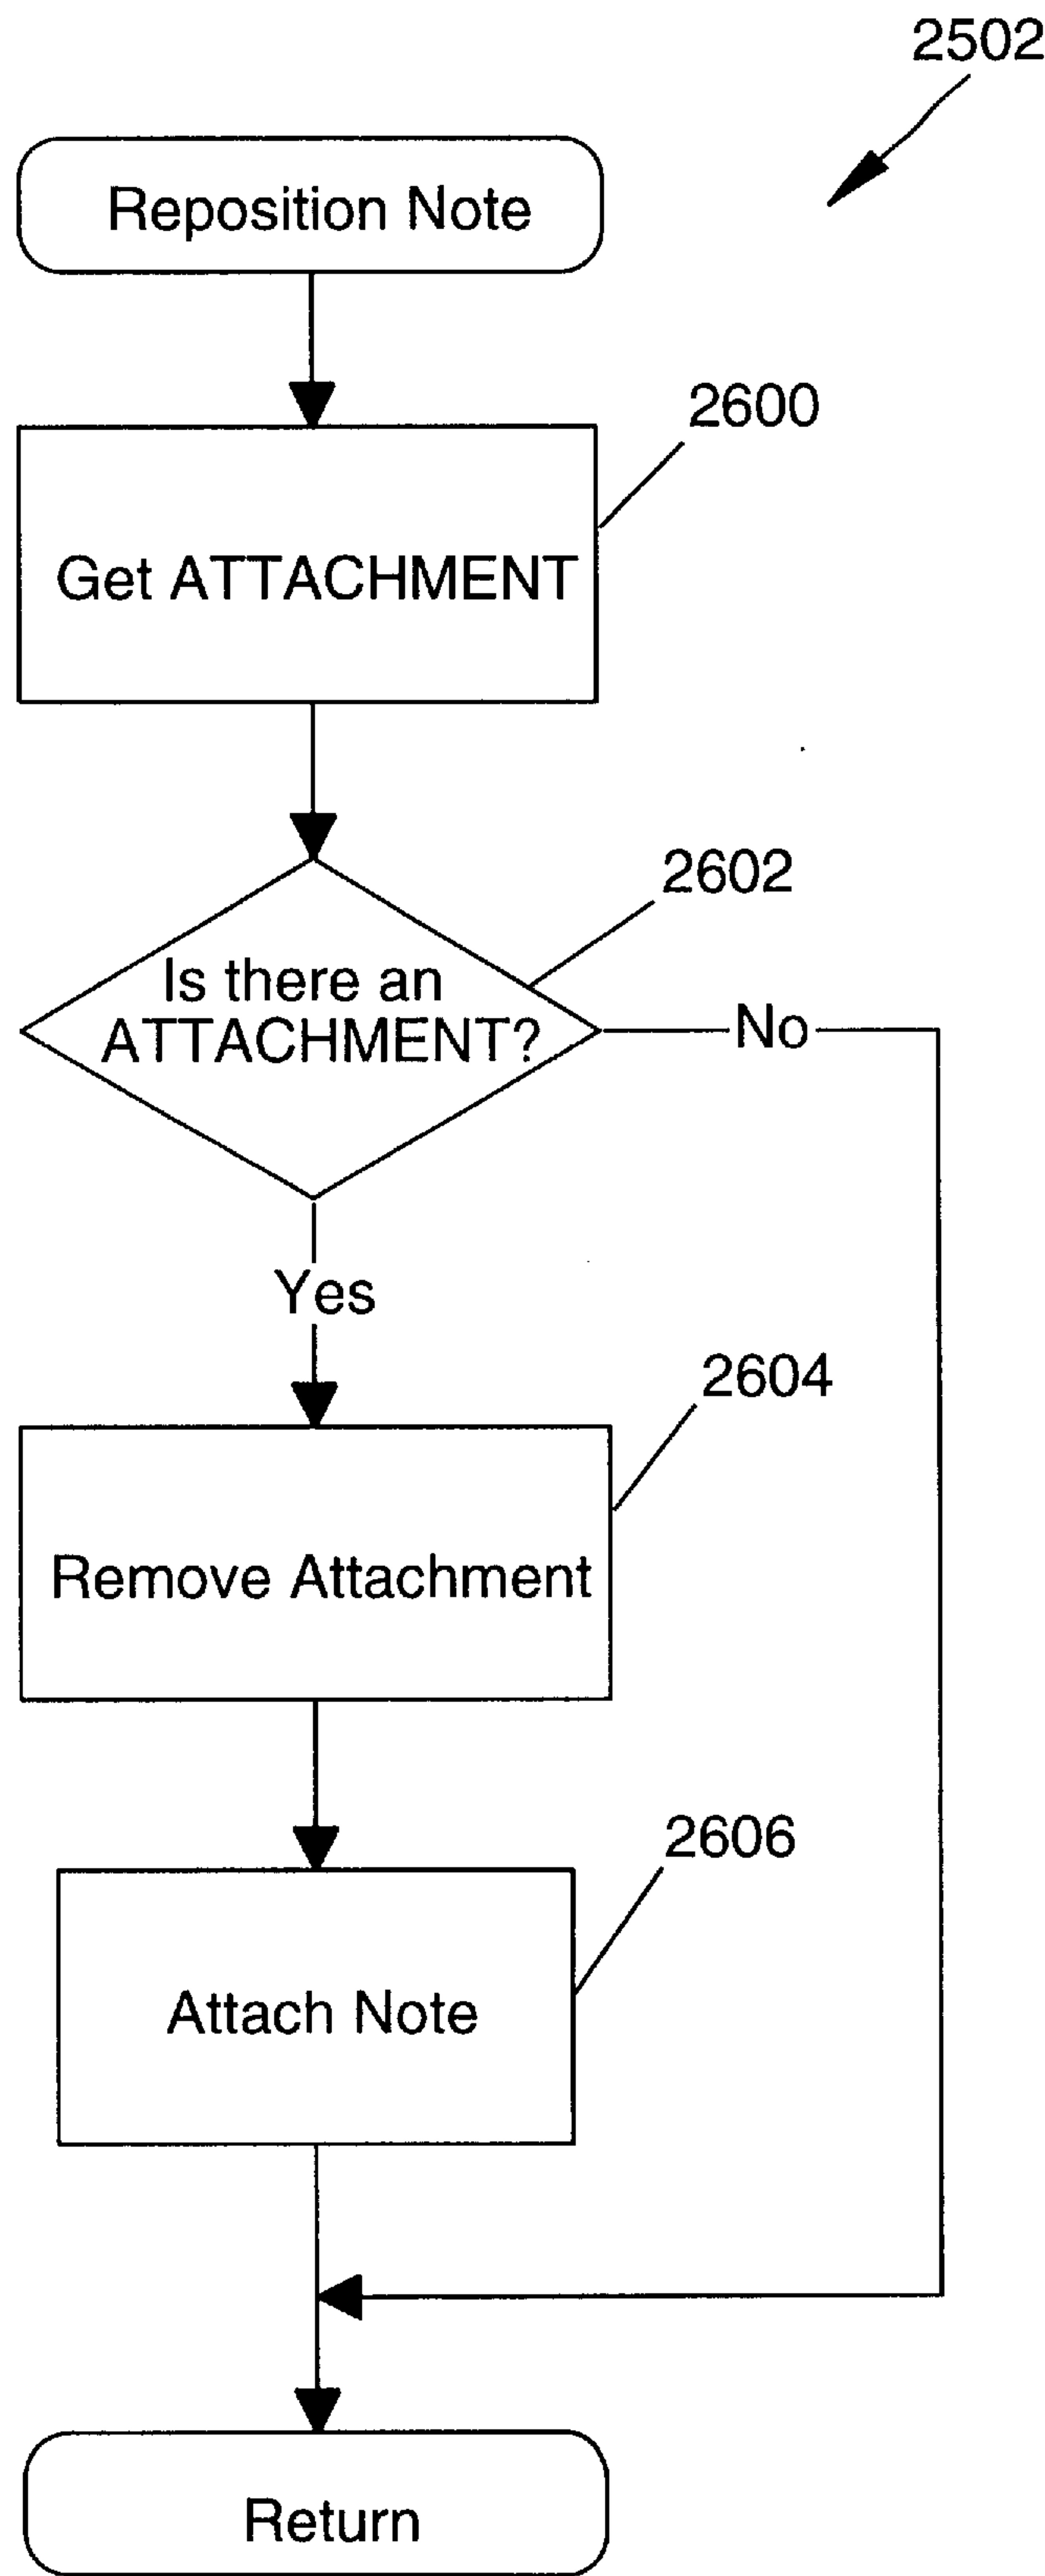 2502
Reposition Note
2600
Get ATTACHMENT
2602
Is there an
ATTACHMENT?
No
Yes
2604
Remove Attachment
2606
Attach Note
Return